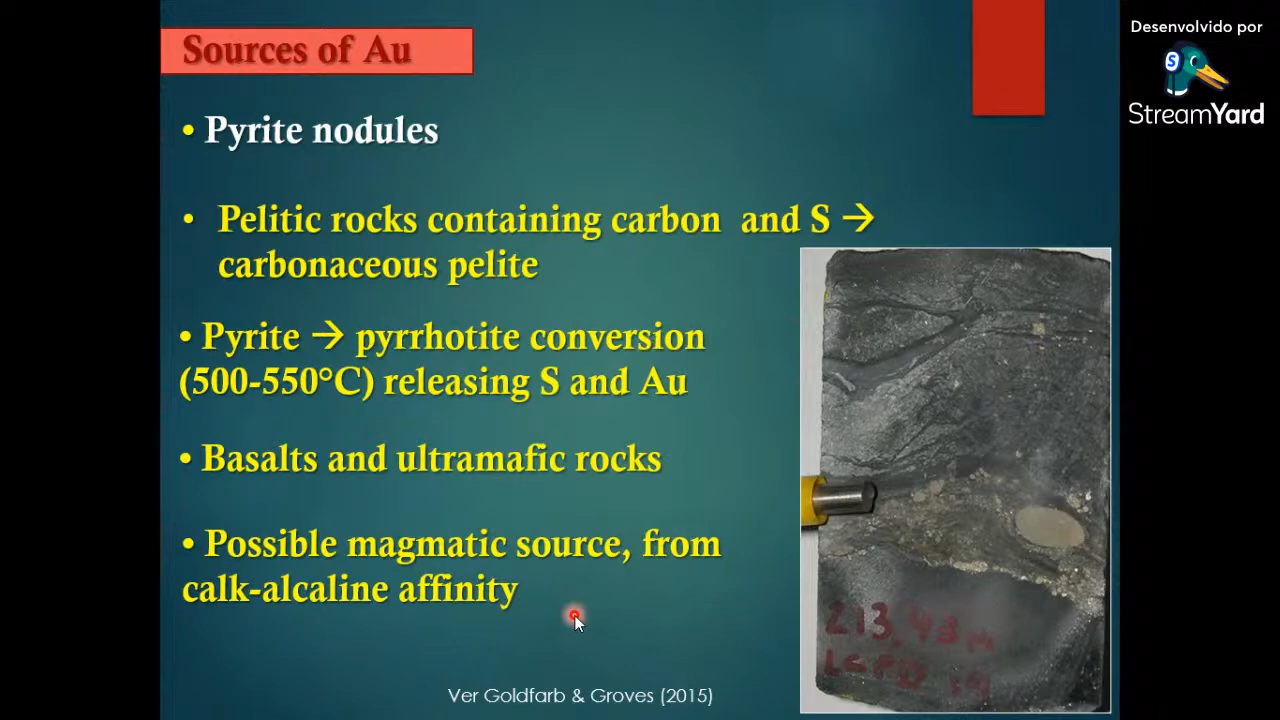 Sources of Au
Desenvolvido por
StreamYard
• Pyrite nodules
• Pelitic rocks containing carbon and S →
carbonaceous pelite
• Pyrite → pyrrhotite conversion
(500-550°C) releasing S and Au
• Basalts and ultramafic rocks
• Possible magmatic source, from
calk-alcaline affinity
213,43m
Ver Goldfarb & Groves (2015)